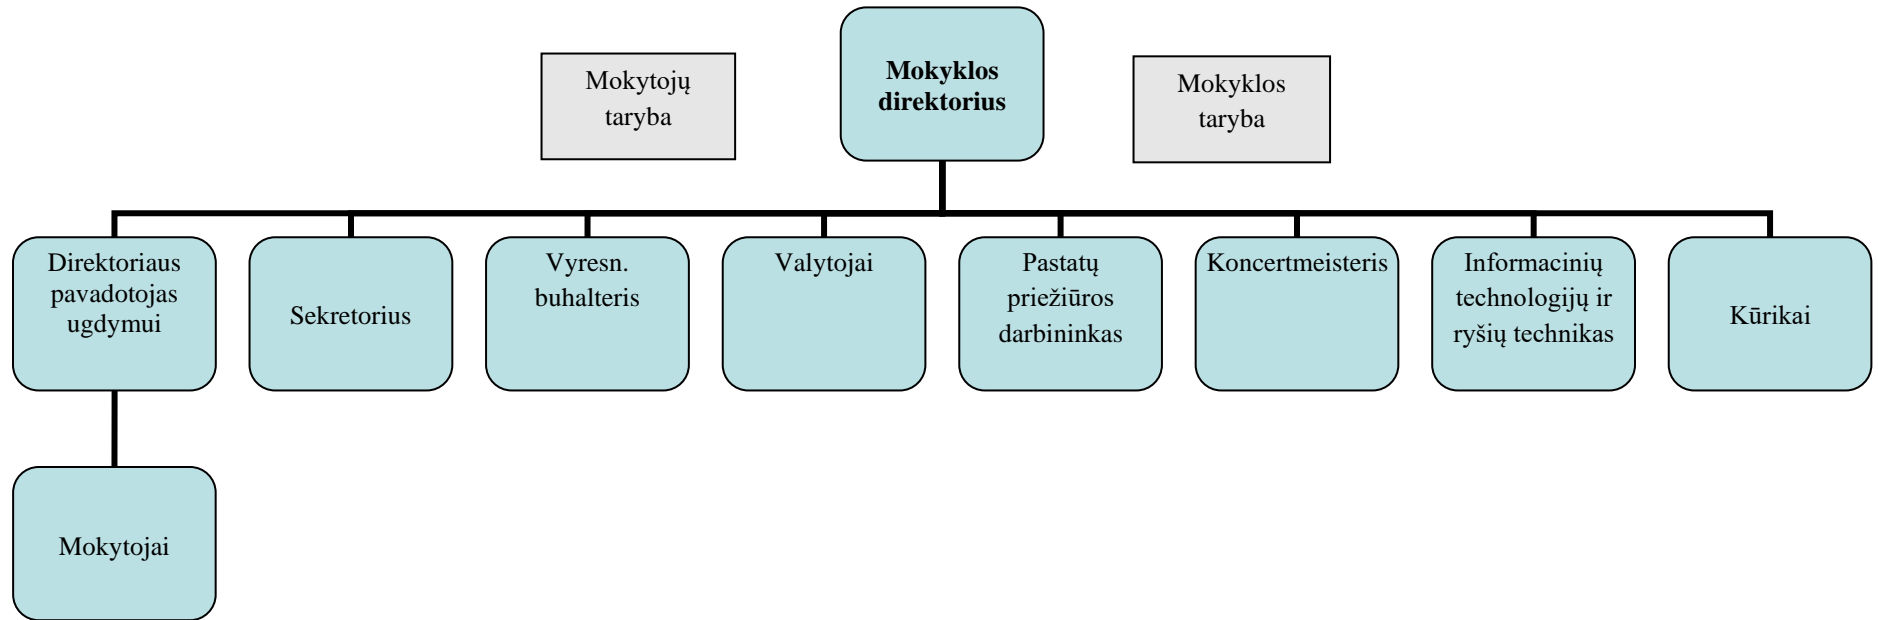 Mokytojų
taryba
Mokyklos
direktorius
Mokyklos
taryba
Direktoriaus
pavadotojas
ugdymui
Sekretorius
Vyresn.
buhalteris
Valytojai
Pastatų
priežiūros
darbininkas
Koncertmeisteris
Informacinių
technologijų ir
ryšių technikas
Kūrikai
Mokytojai